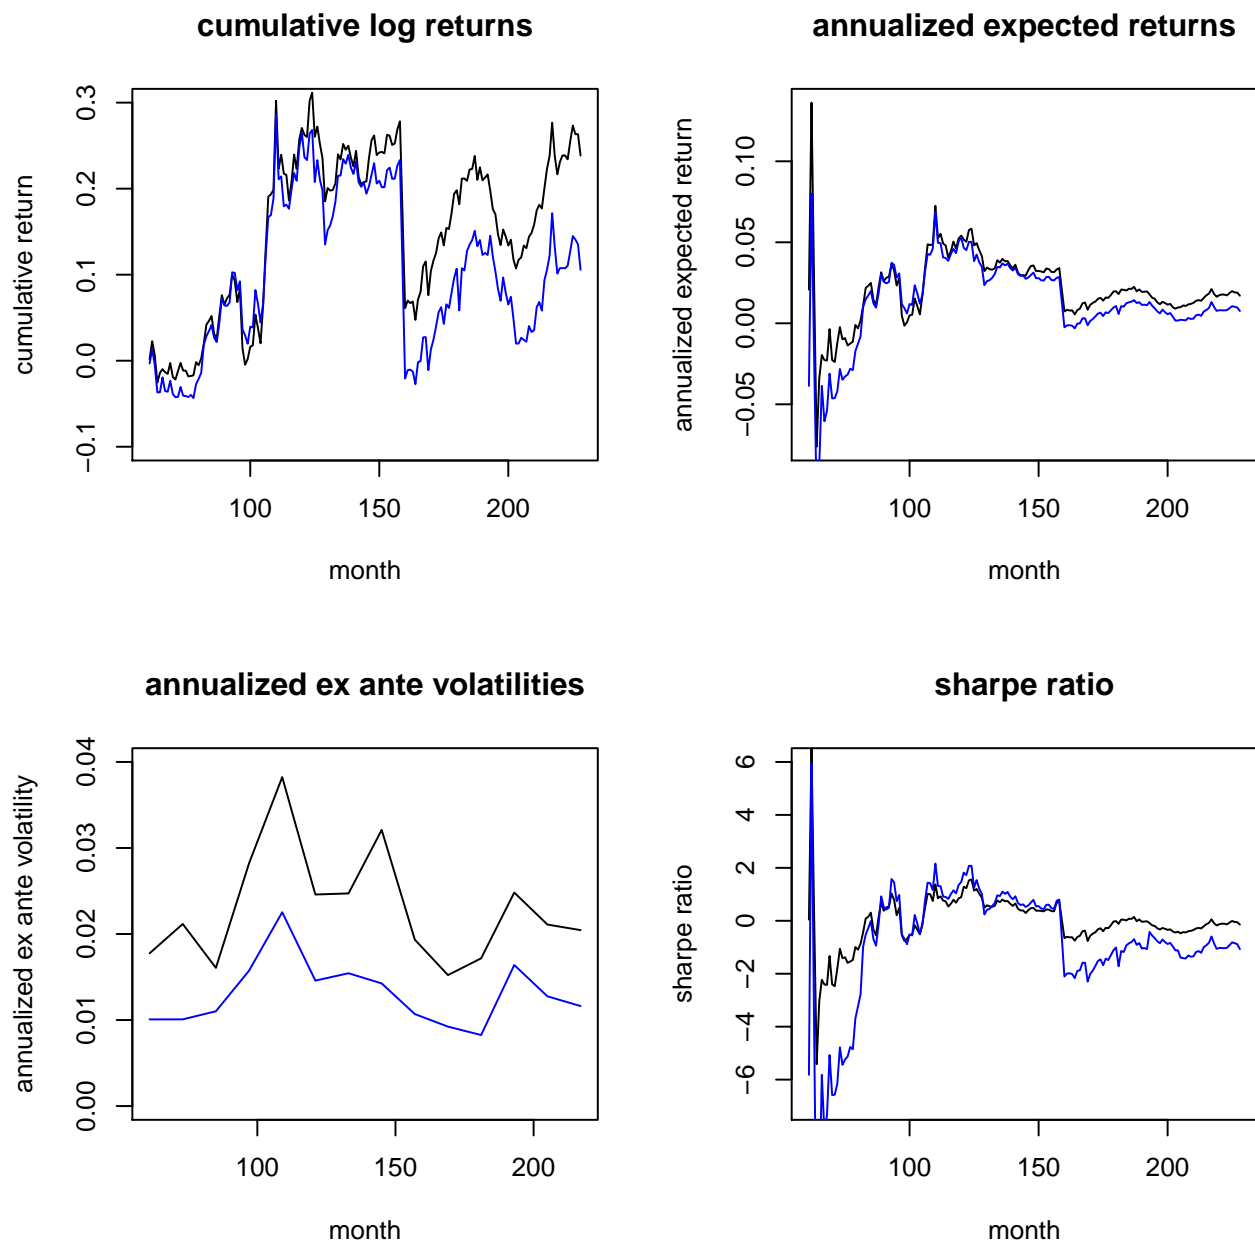 cumulative log returns
cumulative return
0.3
0.2
0.1
0.0
−0.1
100 150 200
month
annualized expected returns
annualized expected return
0.10
0.05
0.00
−0.05
100 150 200
month
annualized ex ante volatilities
annualized ex ante volatility
0.04
0.03
0.02
0.01
0.00
100 150 200
month
sharpe ratio
sharpe ratio
6
4
2
0
−2
−4
−6
100 150 200
month